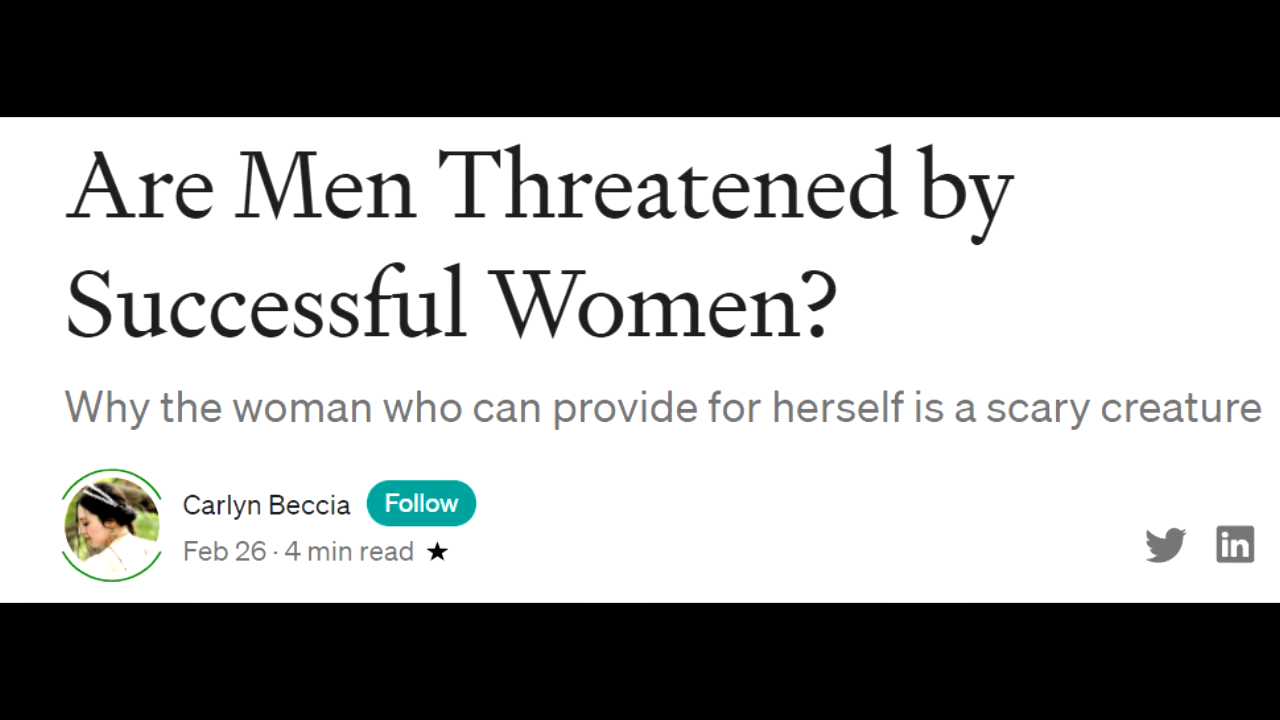 Are Men Threatened by
Successful Women?
Why the woman who can provide for herself is a scary creature
Carlyn Beccia Follow
Feb 26 · 4 min read ★
in